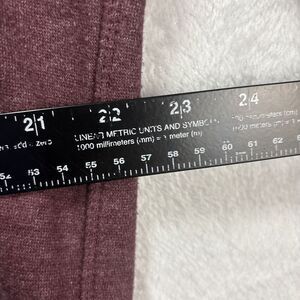 21 22 23 24
LINEAR METRIC UNITS AND SYMBOLS
1000 millimeters (mm) = 1 meter (m)
52 53 54 55 56 57 58 59 60 61 62